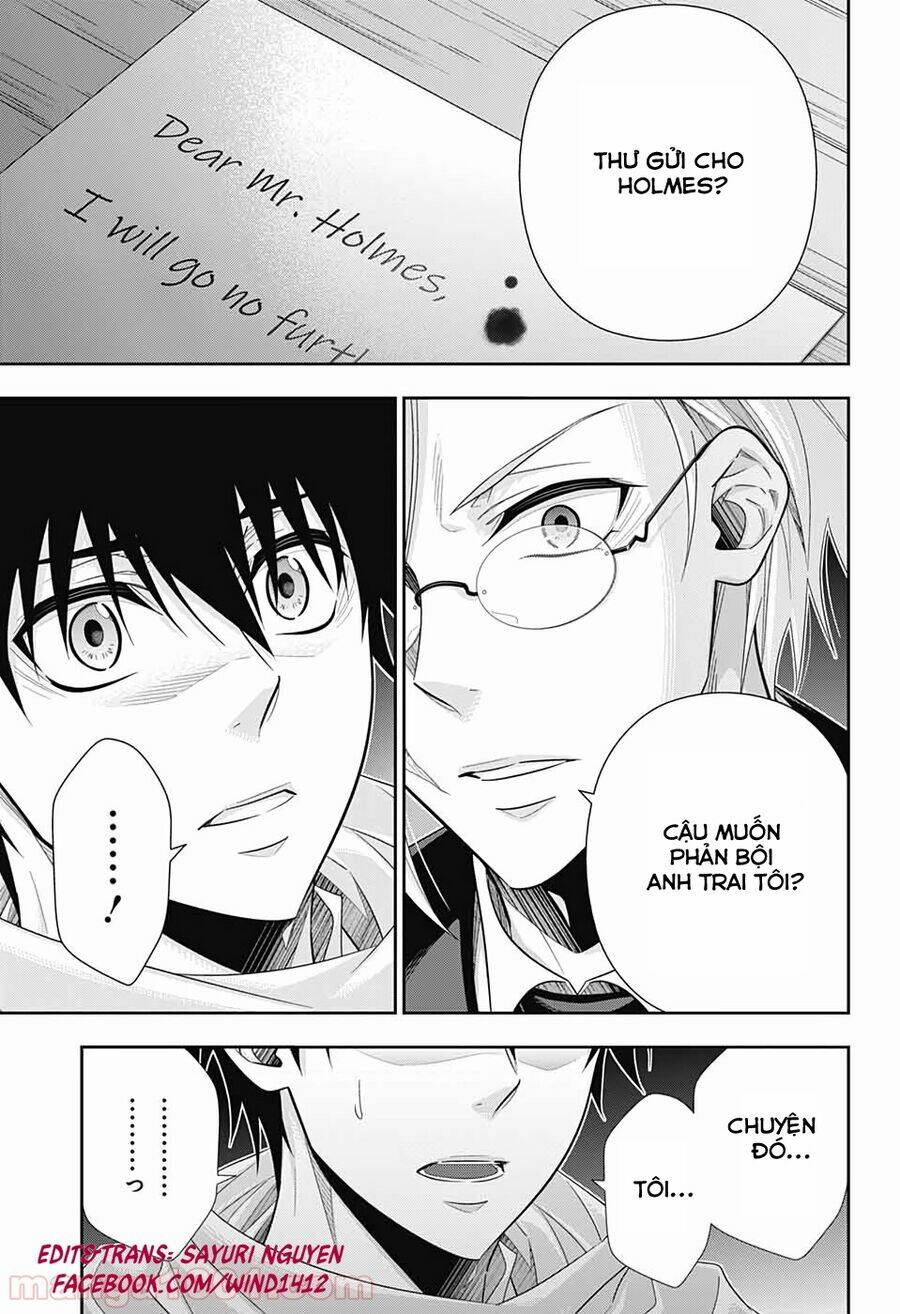 THƯ GỬI CHO
HOLMES?
Dear Mr. Holmes,
I will go no furt
CẬU MUỐN
PHẢN BỘI
ANH TRAI TÔI?
……！
CHUYỆN
ĐÓ...
TÔI...
………っ
EDIT&TRANS: SAYURI NGUYEN
FACEBOOK.COM/WIND1412